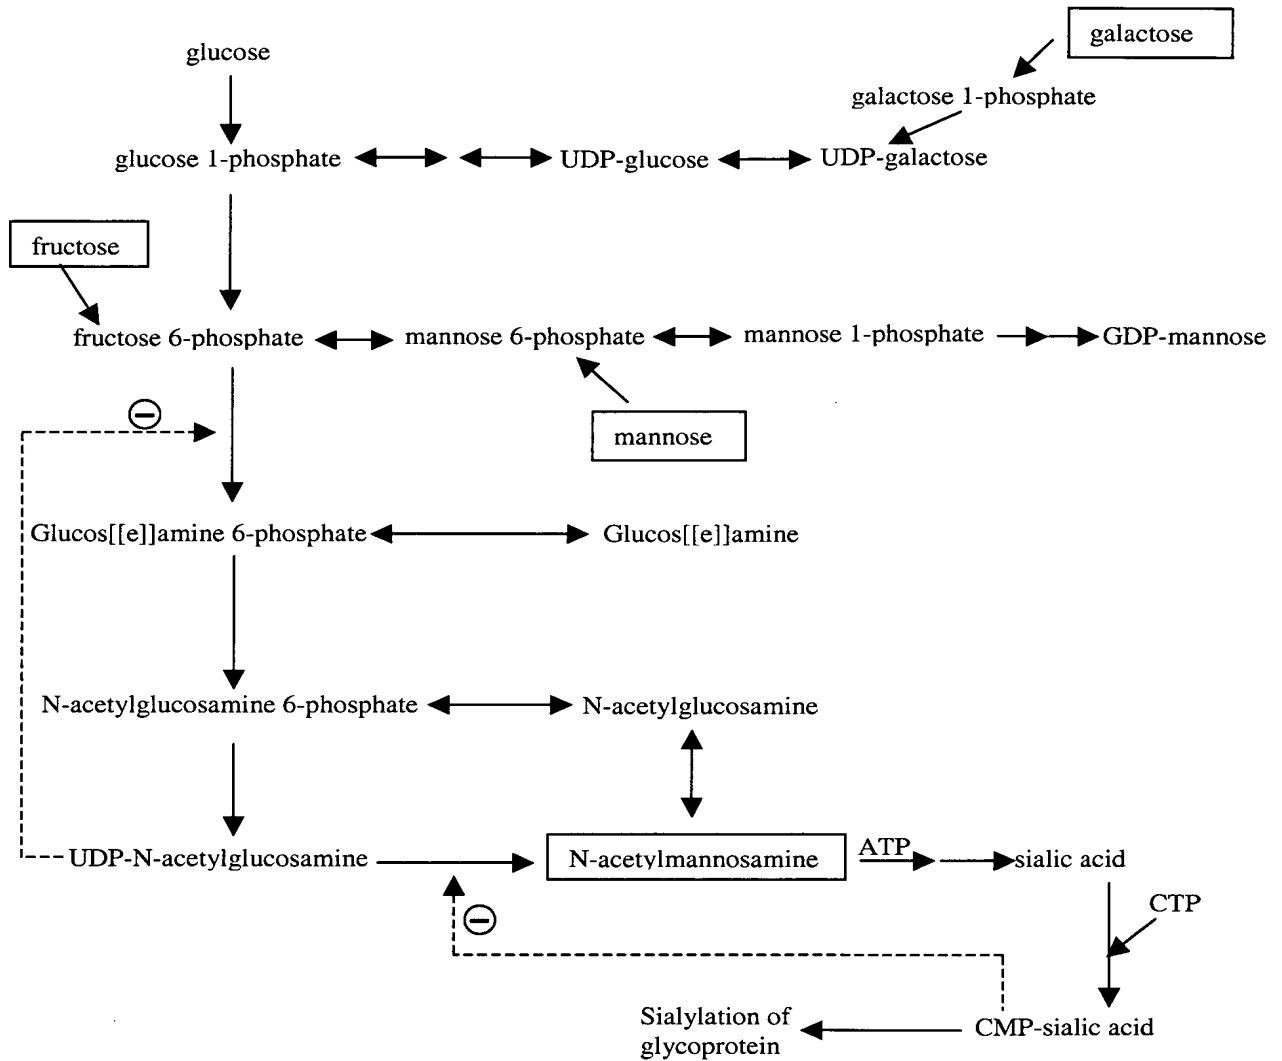 galactose
glucose
galactose 1-phosphate
glucose 1-phosphate
UDP-glucose
UDP-galactose
fructose
fructose 6-phosphate
mannose 6-phosphate
mannose 1-phosphate
GDP-mannose
mannose
Glucos[[e]]amine 6-phosphate
Glucos[[e]]amine
N-acetylglucosamine 6-phosphate
N-acetylglucosamine
UDP-N-acetylglucosamine
N-acetylmannosamine
ATP
sialic acid
CTP
Sialylation of
glycoprotein
CMP-sialic acid